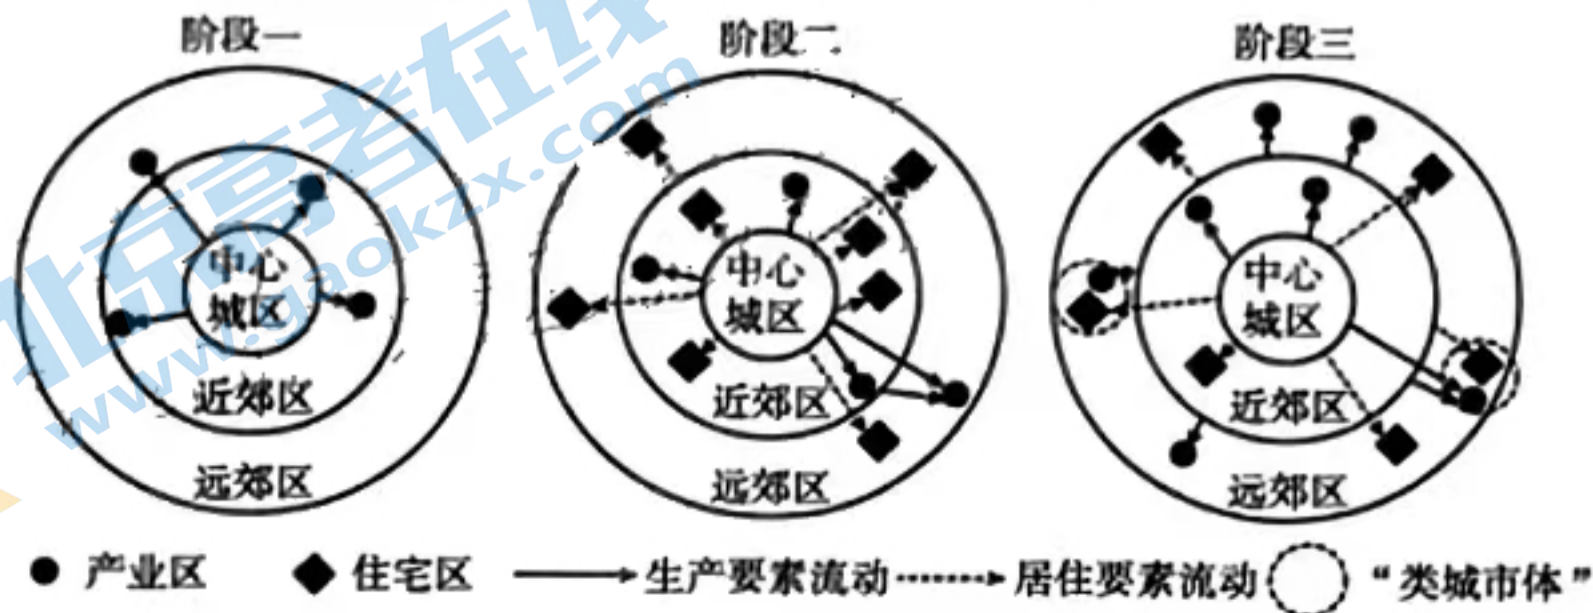 阶段一
阶段二
阶段三
中心
城区
近郊区
远郊区
中心
城区
近郊区
远郊区
中心
城区
近郊区
远郊区
产业区
住宅区
生产要素流动
居住要素流动
“类城市体”
北京高考在线
www.gaokzx.com